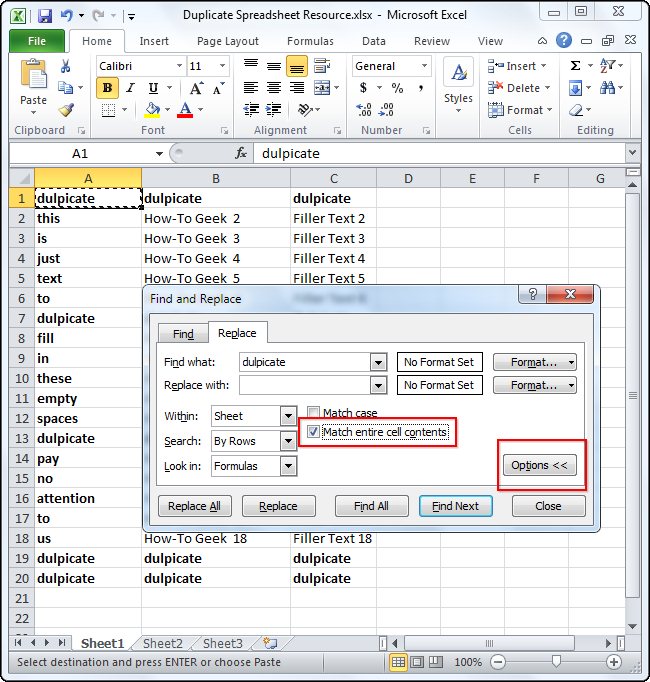 Duplicate Spreadsheet Resource.xlsx - Microsoft Excel
File Home Insert Page Layout Formulas Data Review View
Paste
Calibri 11
B I U A A
A
General
$ % ,
.0 .00 .00 .0
Styles
Insert
Delete
Format
Σ
Clipboard Font Alignment Number Cells Editing
A1 fx dulpicate
A B C D E F G
1 dulpicate dulpicate dulpicate
2 this How-To Geek 2 Filler Text 2
3 is How-To Geek 3 Filler Text 3
4 just How-To Geek 4 Filler Text 4
5 text How-To Geek 5 Filler Text 5
6 to
7 dulpicate
8 fill
9 in
10 these
11 empty
12 spaces
13 dulpicate
14 pay
15 no
16 attention
17 to
18 us How-To Geek 18 Filler Text 18
19 dulpicate dulpicate dulpicate
20 dulpicate dulpicate dulpicate
21
22
Find and Replace
Find Replace
Find what: dulpicate No Format Set Format...
Replace with: No Format Set Format...
Within: Sheet Match case
Search: By Rows Match entire cell contents
Look in: Formulas Options <<
Replace All Replace Find All Find Next Close
Sheet1 Sheet2 Sheet3
Select destination and press ENTER or choose Paste 100%